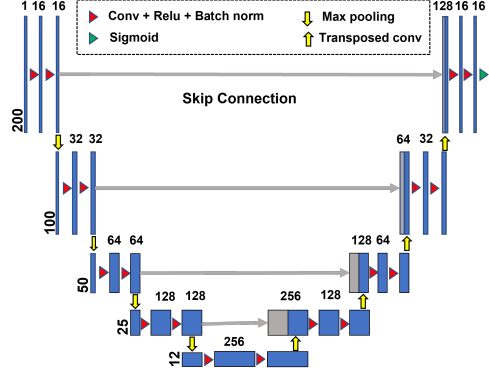 1 16 16
Conv + Relu + Batch norm
Max pooling
Sigmoid
Transposed conv
128 16 16
200
Skip Connection
32 32
64 32
100
64 64
128 64
50
128 128
256 128
25
256
12